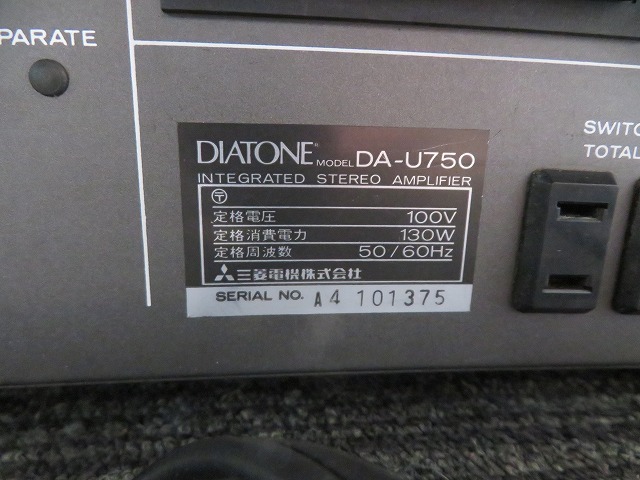 PARATE
DIATONE® MODEL DA-U750
INTEGRATED STEREO AMPLIFIER
〶
定格電圧 100V
定格消費電力 130W
定格周波数 50/60Hz
三菱電機株式会社
SERIAL NO. A4 101375
SWITC
TOTAL